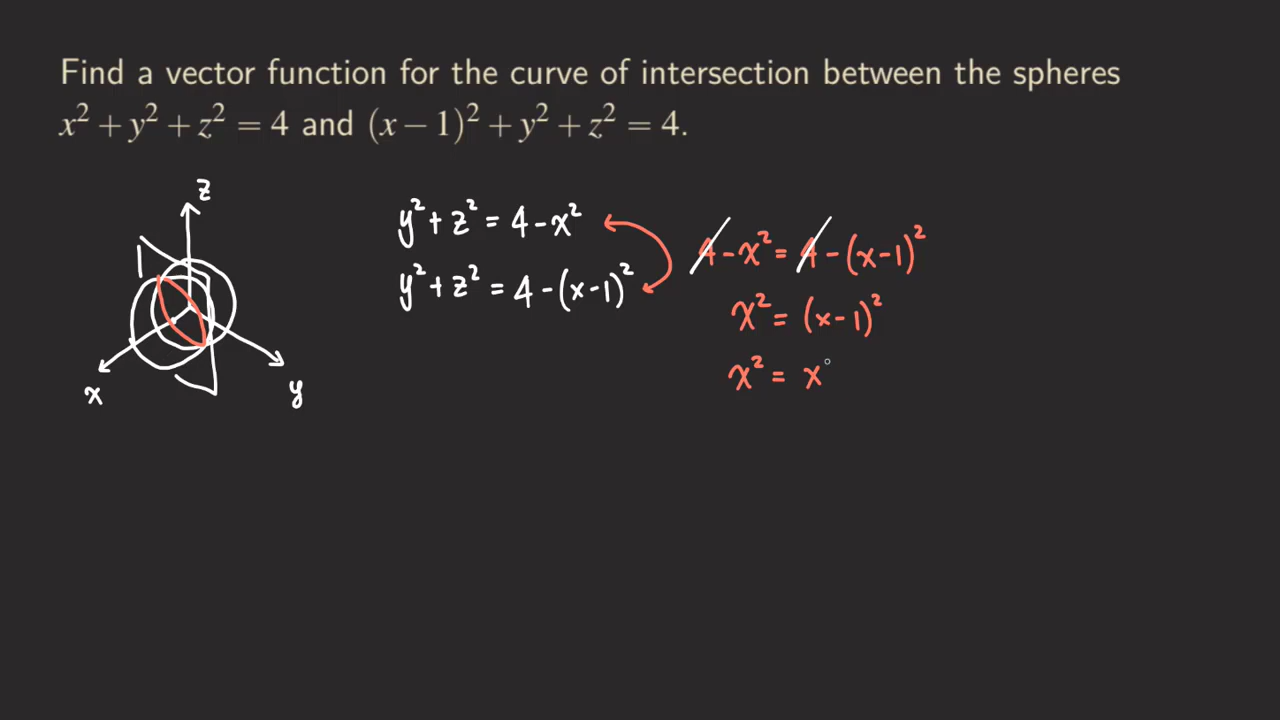 Find a vector function for the curve of intersection between the spheres
x² + y² + z² = 4 and (x − 1)² + y² + z² = 4.
z
x
y
y² + z² = 4 - x²
y² + z² = 4 - (x - 1)²
4 - x² = 4 - (x - 1)²
x² = (x - 1)²
x² = x